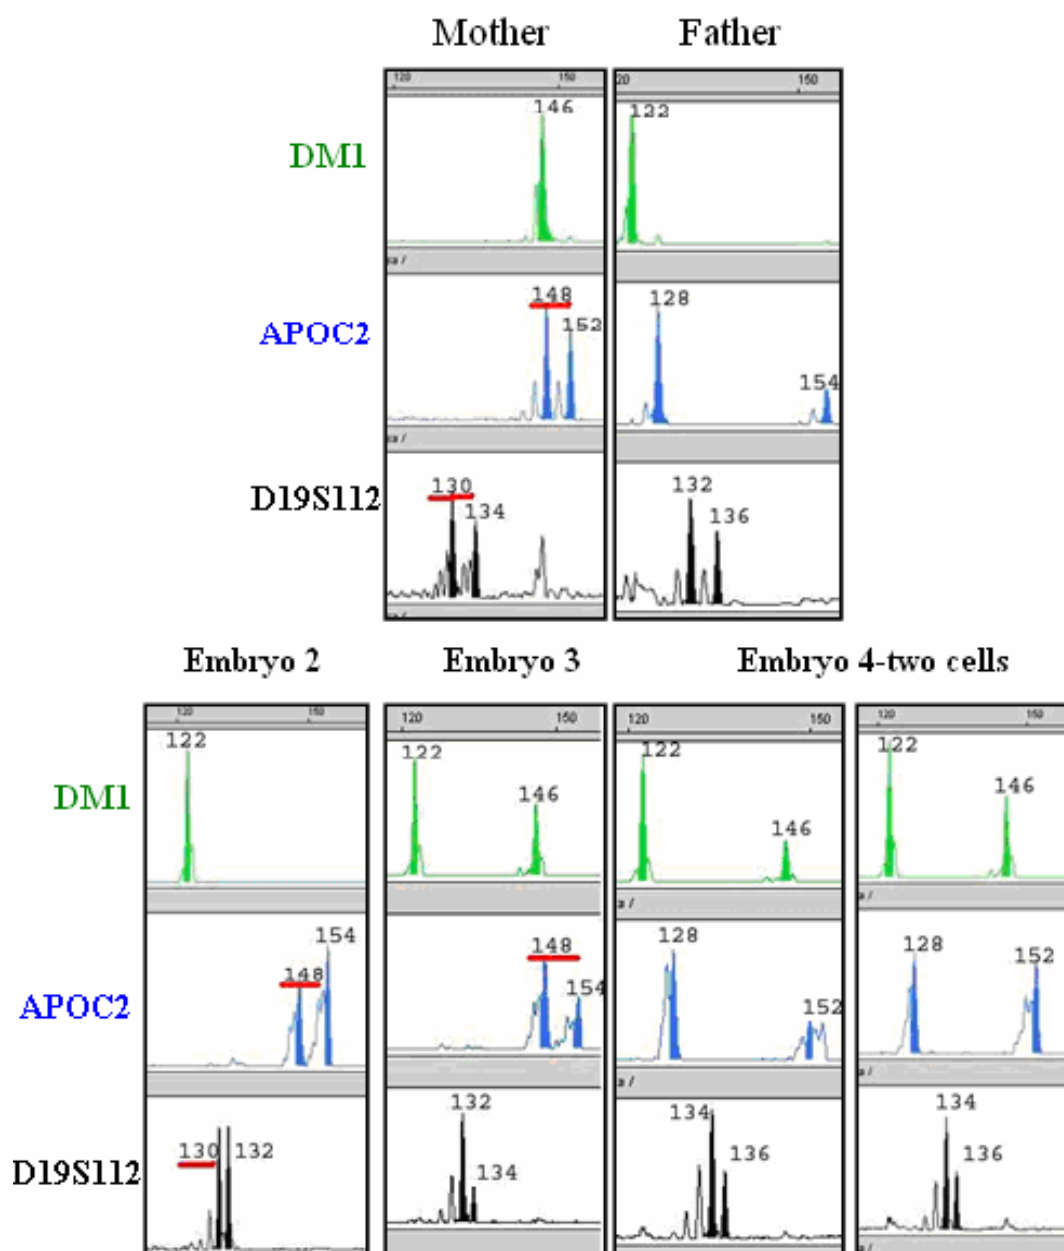 Mother Father
120 150 20 150
DM1 146 122
sa /
APOC2 148 152 128 154
sa /
D19S112 130 134 132 136
Embryo 2 Embryo 3 Embryo 4-two cells
120 150 120 150 120 150 120 150
DM1 122 122 146 122 146 122 146
a / a /
APOC2 148 154 148 154 128 152 128 152
a / a /
D19S112 130 132 132 134 134 136 134 136
a /